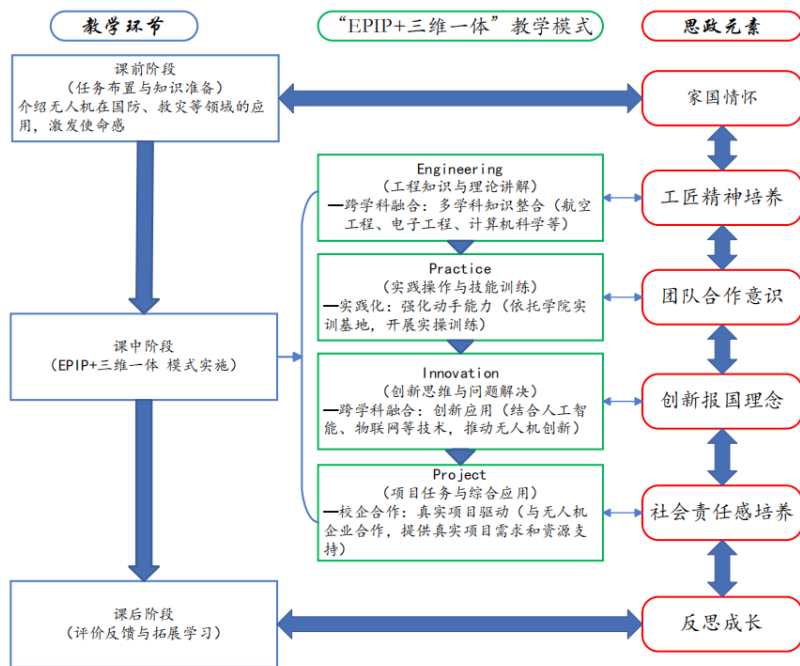 教学环节
“EPIP+三维一体”教学模式
思政元素
课前阶段
(任务布置与知识准备)
介绍无人机在国防、救灾等领域的应
用，激发使命感
家国情怀
Engineering
(工程知识与理论讲解)
一跨学科融合：多学科知识整合（航空
工程、电子工程、计算机科学等）
工匠精神培养
Practice
(实践操作与技能训练)
一实践化：强化动手能力（依托学院实
训基地，开展实操训练）
团队合作意识
课中阶段
(EPIP+三维一体 模式实施)
Innovation
(创新思维与问题解决)
一跨学科融合：创新应用（结合人工智
能、物联网等技术，推动无人机创新）
创新报国理念
Project
(项目任务与综合应用)
一校企合作：真实项目驱动（与无人机
企业合作，提供真实项目需求和资源支
持）
社会责任感培养
课后阶段
(评价反馈与拓展学习)
反思成长